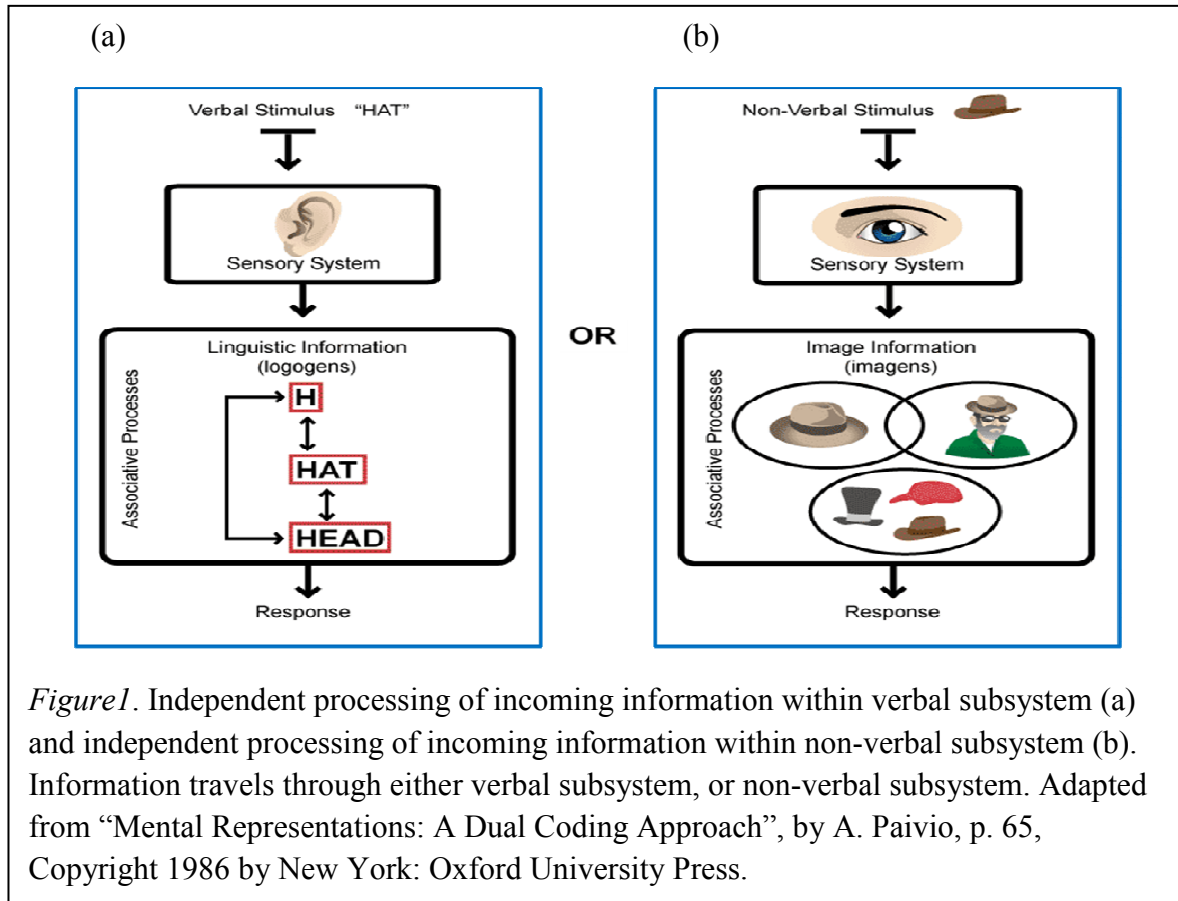 (a)
Verbal Stimulus “HAT”
Sensory System
Linguistic Information
(logogens)
Associative Processes
H
HAT
HEAD
Response
OR
(b)
Non-Verbal Stimulus
Sensory System
Image Information
(imagens)
Associative Processes
Response
Figure1. Independent processing of incoming information within verbal subsystem (a)
and independent processing of incoming information within non-verbal subsystem (b).
Information travels through either verbal subsystem, or non-verbal subsystem. Adapted
from “Mental Representations: A Dual Coding Approach”, by A. Paivio, p. 65,
Copyright 1986 by New York: Oxford University Press.